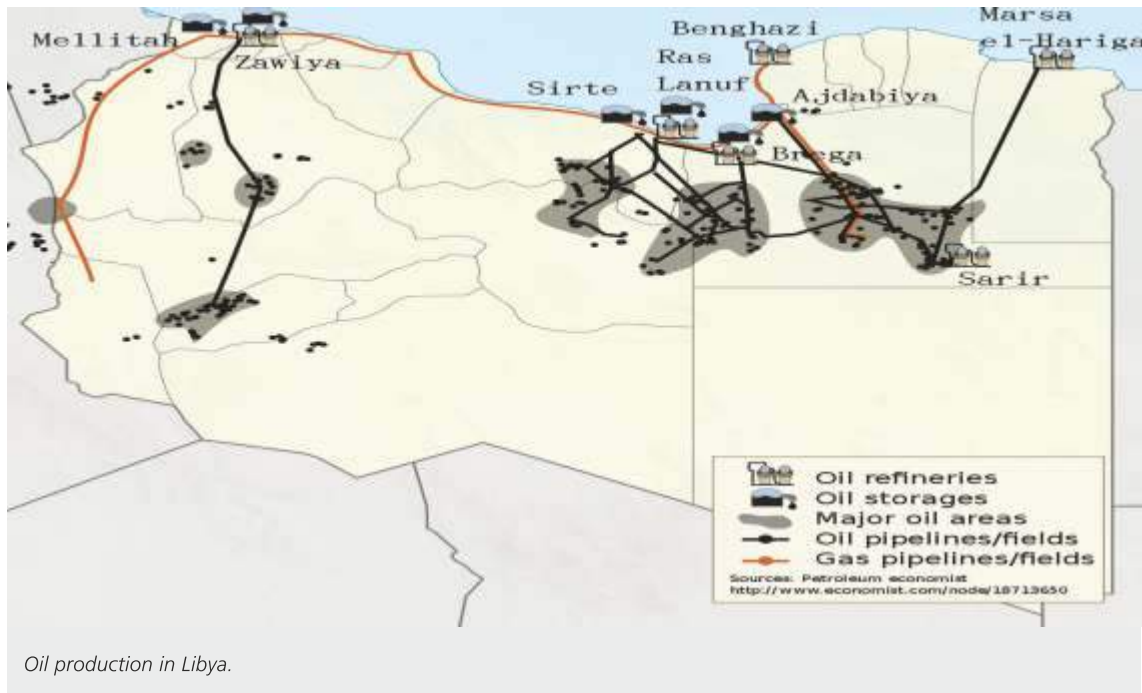 Mellitah
Zawiya
Sirte
Benghazi
Ras
Lanuf
Ajdabiya
Brega
Marsa
el-Hariga
Sarir
Oil refineries
Oil storages
Major oil areas
Oil pipelines/fields
Gas pipelines/fields
Sources: Petroleum economist
http://www.economist.com/node/18713650
Oil production in Libya.